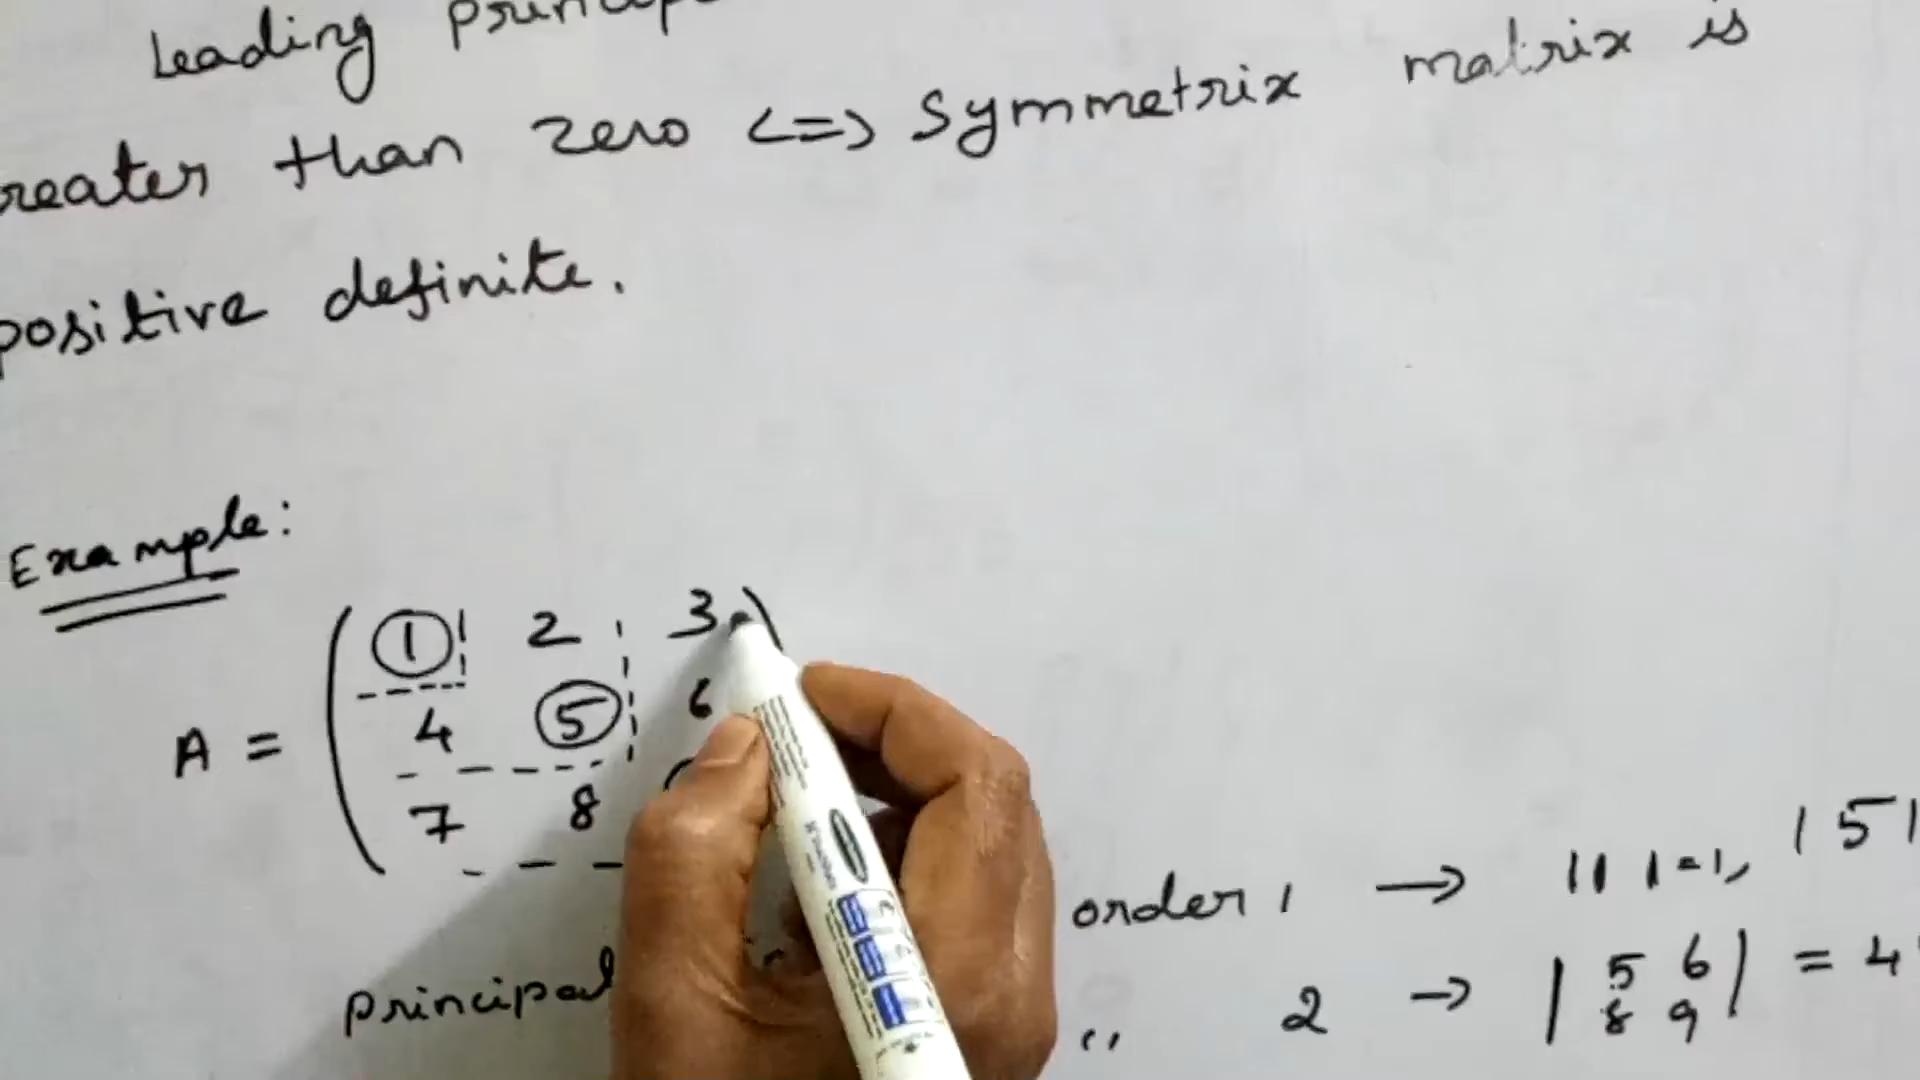 Leading
reater than zero <=> Symmetrix matrix is
positive definite.
Example:
A = ( 1 2 3 )
4 5 6
7 8
order 1 → |1|=1, |5|
principal
,, 2 → | 5 6 | = 4
8 9